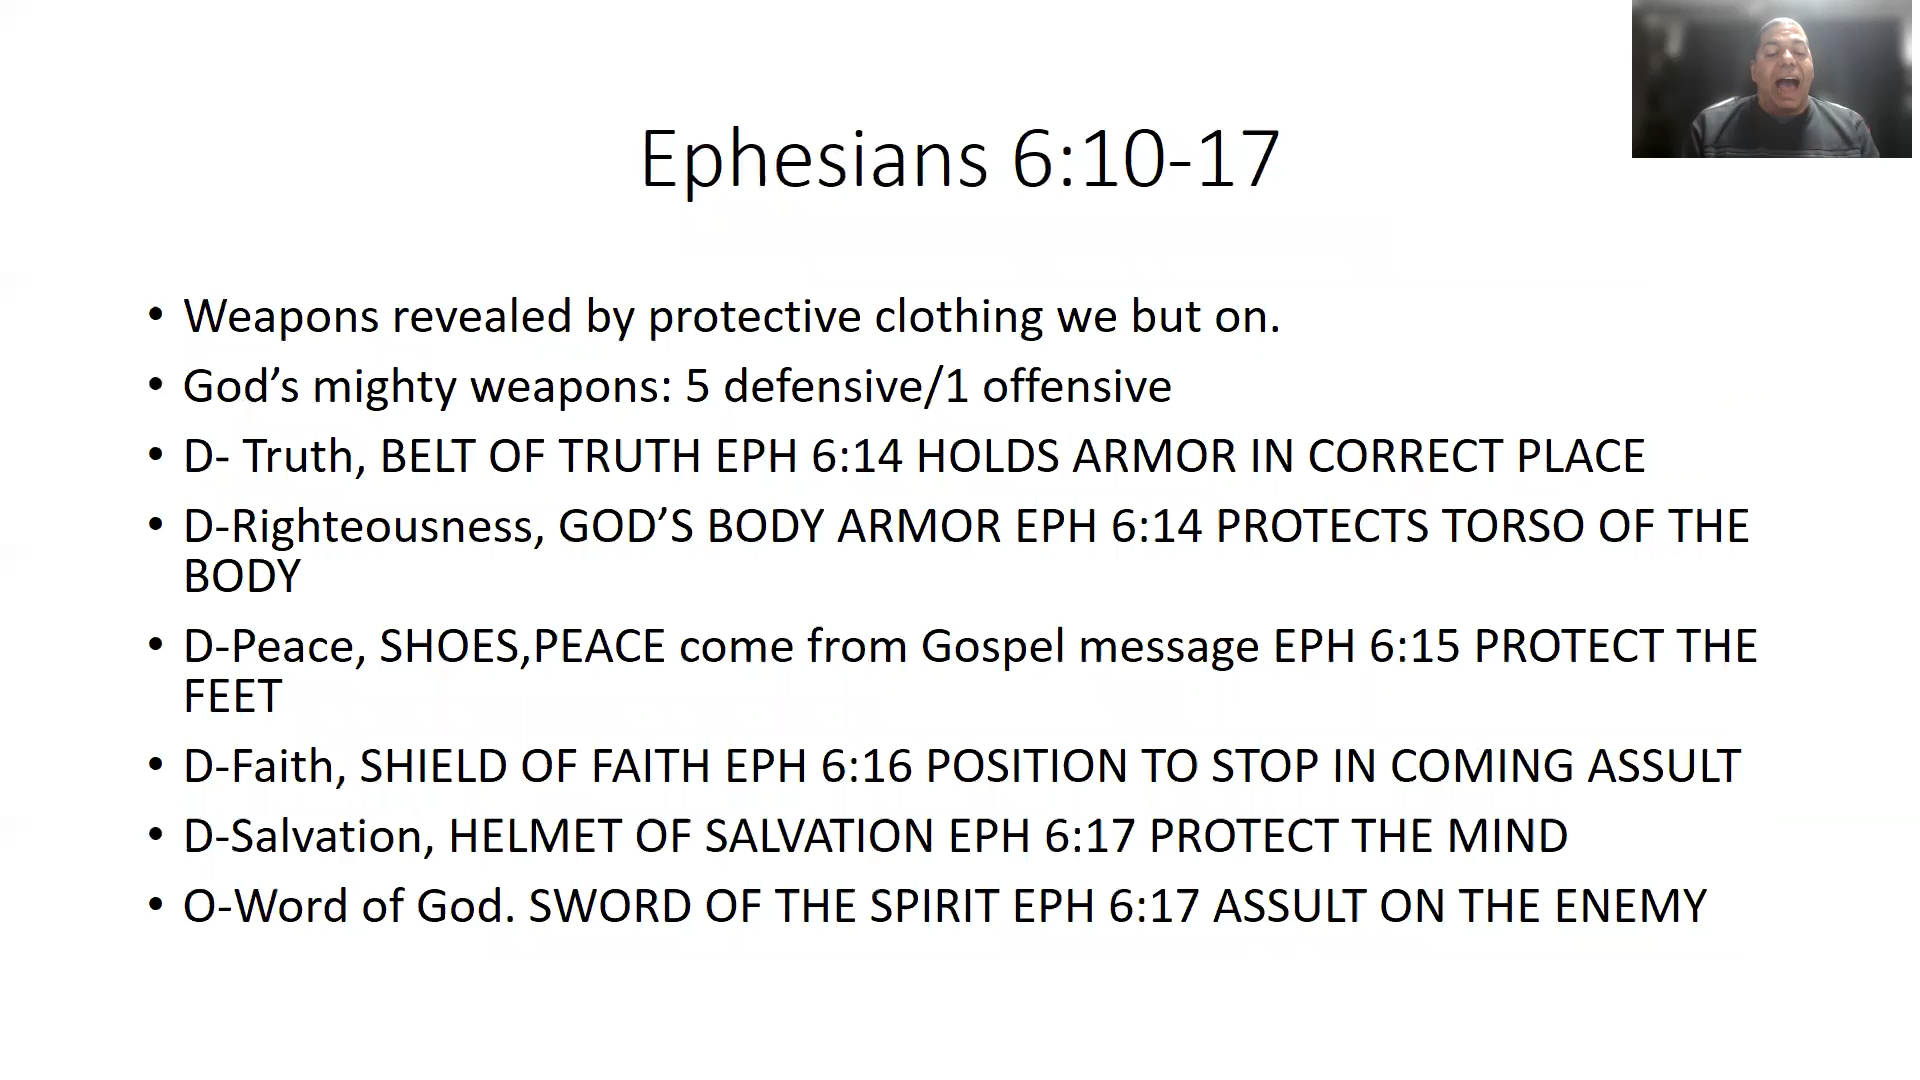 Ephesians 6:10-17
• Weapons revealed by protective clothing we but on.
• God’s mighty weapons: 5 defensive/1 offensive
• D- Truth, BELT OF TRUTH EPH 6:14 HOLDS ARMOR IN CORRECT PLACE
• D-Righteousness, GOD’S BODY ARMOR EPH 6:14 PROTECTS TORSO OF THE
BODY
• D-Peace, SHOES,PEACE come from Gospel message EPH 6:15 PROTECT THE
FEET
• D-Faith, SHIELD OF FAITH EPH 6:16 POSITION TO STOP IN COMING ASSULT
• D-Salvation, HELMET OF SALVATION EPH 6:17 PROTECT THE MIND
• O-Word of God. SWORD OF THE SPIRIT EPH 6:17 ASSULT ON THE ENEMY